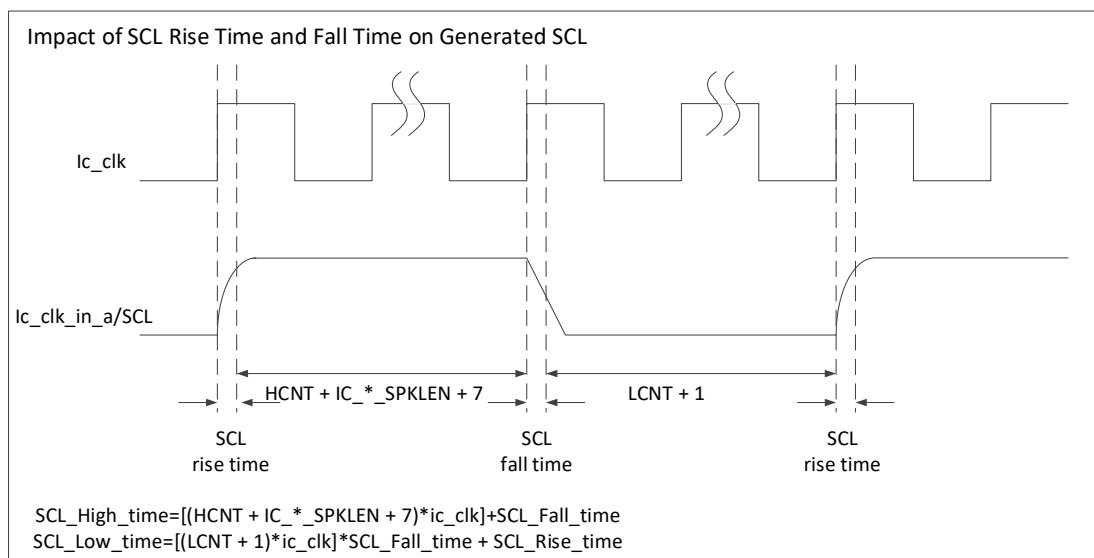 Impact of SCL Rise Time and Fall Time on Generated SCL
Ic_clk
Ic_clk_in_a/SCL
HCNT + IC_*_SPKLEN + 7
LCNT + 1
SCL
rise time
SCL
fall time
SCL
rise time
SCL_High_time=[(HCNT + IC_*_SPKLEN + 7)*ic_clk]+SCL_Fall_time
SCL_Low_time=[(LCNT + 1)*ic_clk]*SCL_Fall_time + SCL_Rise_time